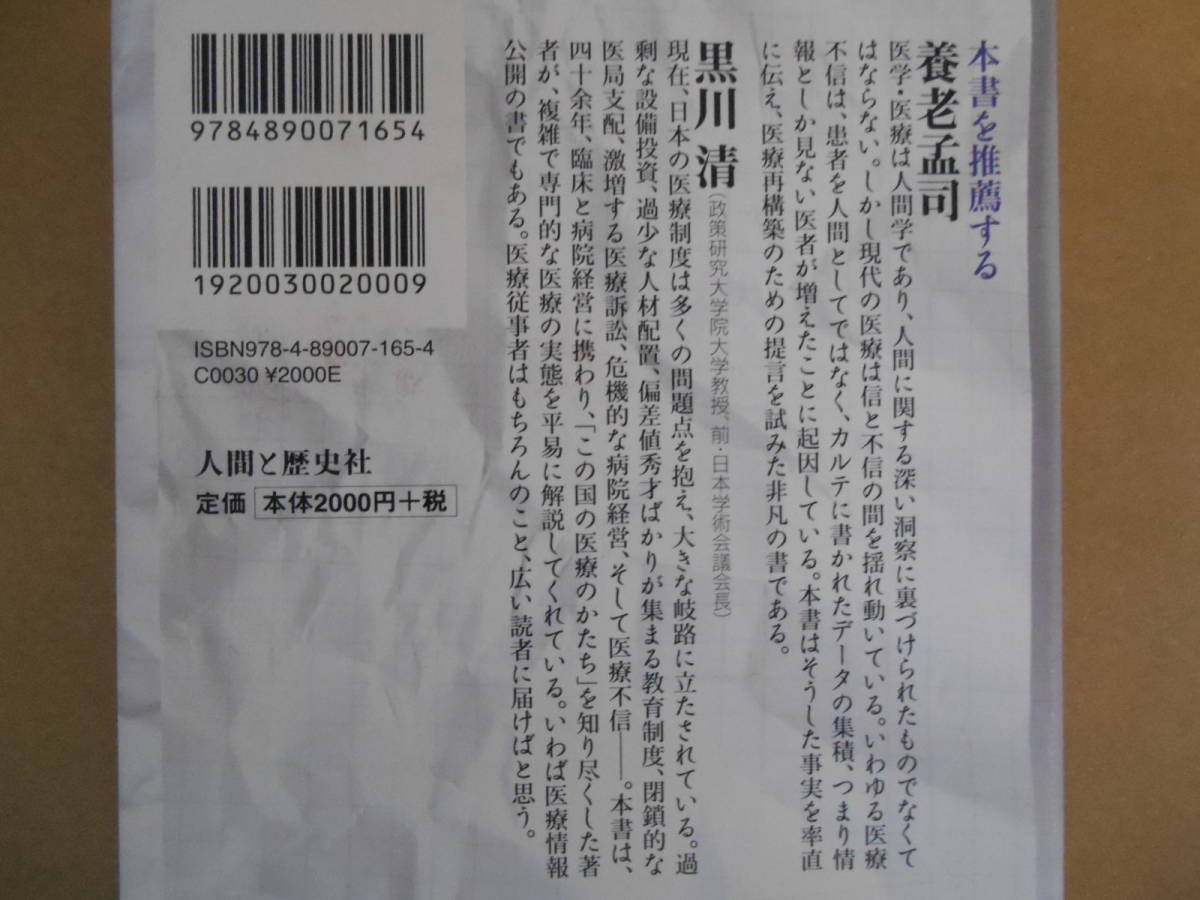 本書を推薦する
養老孟司
医学・医療は人間学であり、人間に関する深い洞察に裏づけられたものでなくて
はならない。しかし現代の医療は信と不信の間を揺れ動いている。いわゆる医療
不信は、患者を人間としてではなく、カルテに書かれたデータの集積、つまり情
報としか見ない医者が増えたことに起因している。本書はそうした事実を率直
に伝え、医療再構築のための提言を試みた非凡の書である。
黒川 清（政策研究大学院大学教授、前・日本学術会議会長）
現在、日本の医療制度は多くの問題点を抱え、大きな岐路に立たされている。過
剰な設備投資、過少な人材配置、偏差値秀才ばかりが集まる教育制度、閉鎖的な
医局支配、激増する医療訴訟、危機的な病院経営、そして医療不信――。本書は、
四十余年、臨床と病院経営に携わり、「この国の医療のかたち」を知り尽くした著
者が、複雑で専門的な医療の実態を平易に解説してくれている。いわば医療情報
公開の書でもある。医療従事者はもちろんのこと、広い読者に届けばと思う。
9784890071654
1920030020009
ISBN978-4-89007-165-4
C0030 ¥2000E
人間と歴史社
定価 本体2000円+税